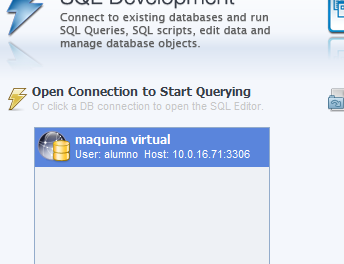 SQL Development
Connect to existing databases and run
SQL Queries, SQL scripts, edit data and
manage database objects.
Open Connection to Start Querying
Or click a DB connection to open the SQL Editor.
maquina virtual
User: alumno Host: 10.0.16.71:3306